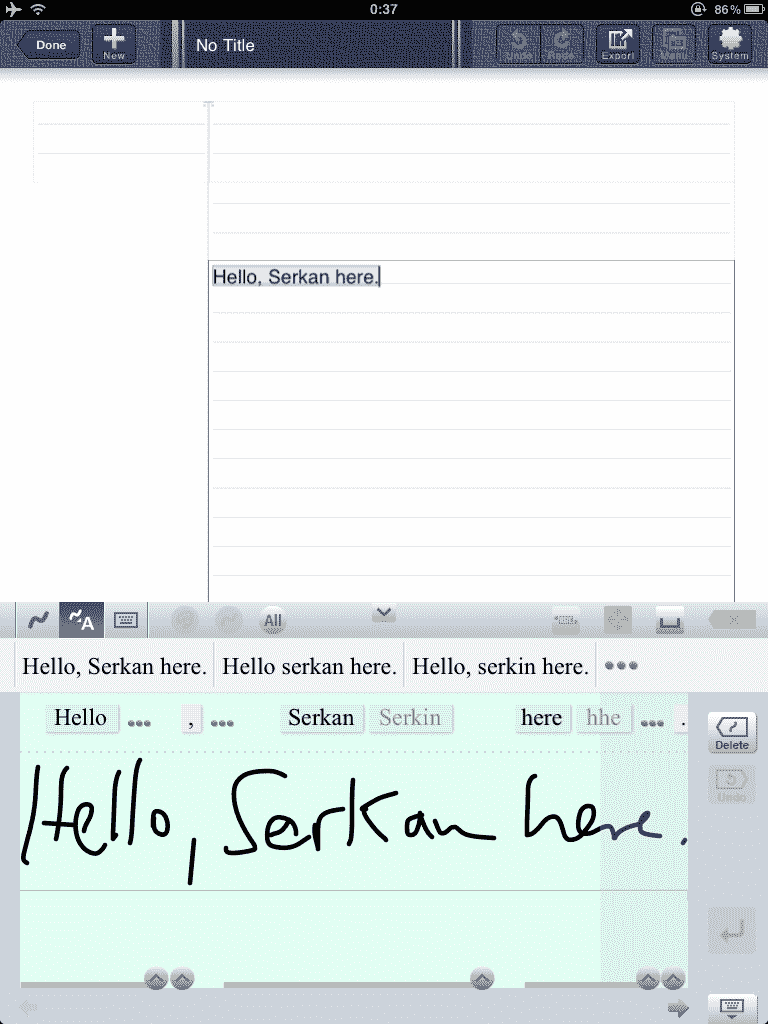 0:37
86%
Done
New
No Title
Undo
Redo
Export
Menu
System
Hello, Serkan here.
A
All
Hello, Serkan here. Hello serkan here. Hello, serkin here.
Hello , Serkan Serkin here hhe .
Delete
Undo
Hello, Serkan here.